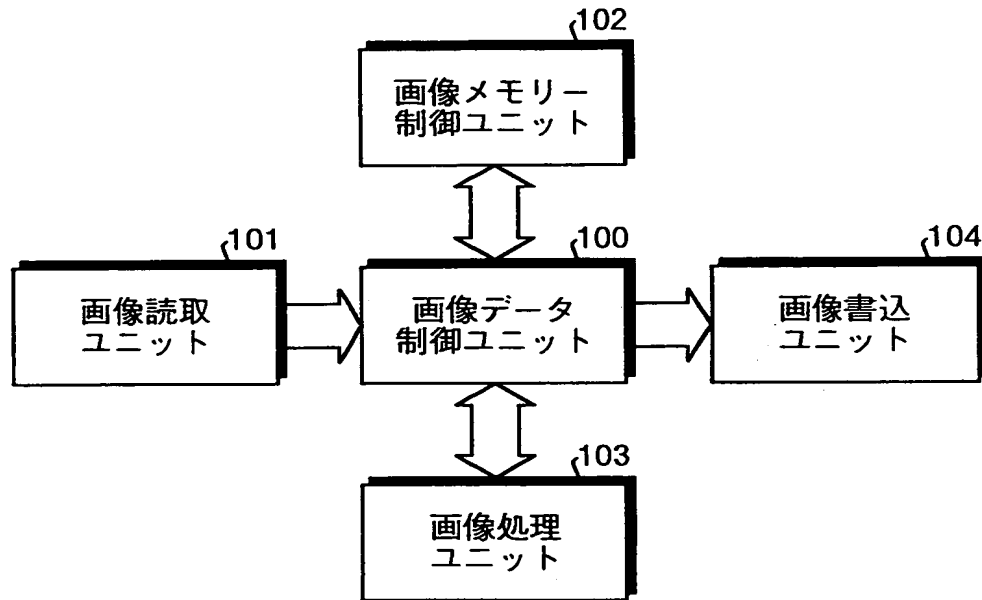 102
画像メモリー
制御ユニット
101
画像読取
ユニット
100
画像データ
制御ユニット
104
画像書込
ユニット
103
画像処理
ユニット